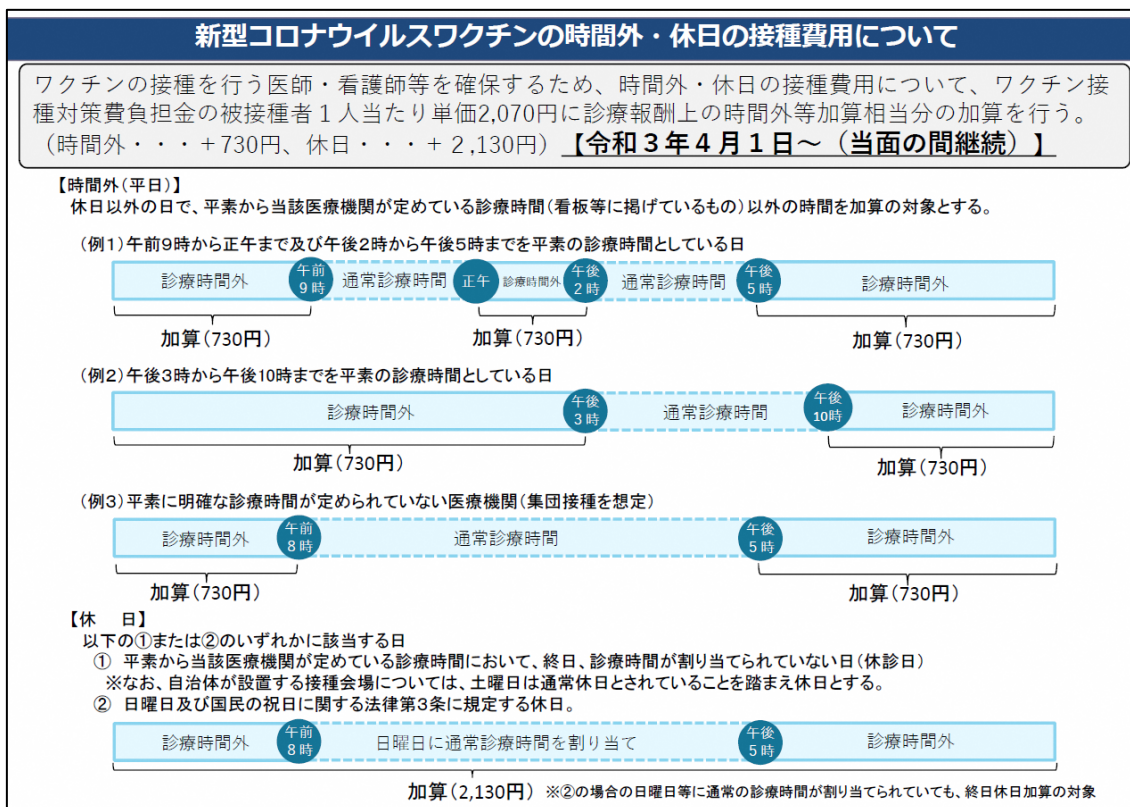 新型コロナウイルスワクチンの時間外・休日の接種費用について
ワクチンの接種を行う医師・看護師等を確保するため、時間外・休日の接種費用について、ワクチン接
種対策費負担金の被接種者１人当たり単価2,070円に診療報酬上の時間外等加算相当分の加算を行う。
（時間外・・・＋730円、休日・・・＋2,130円）【令和３年４月１日～（当面の間継続）】
【時間外（平日）】
休日以外の日で、平素から当該医療機関が定めている診療時間（看板等に掲げているもの）以外の時間を加算の対象とする。
（例１）午前９時から正午まで及び午後２時から午後５時までを平素の診療時間としている日
診療時間外 午前９時 通常診療時間 正午 診療時間外 午後２時 通常診療時間 午後５時 診療時間外
加算（730円） 加算（730円） 加算（730円）
（例２）午後３時から午後10時までを平素の診療時間としている日
診療時間外 午後３時 通常診療時間 午後10時 診療時間外
加算（730円） 加算（730円）
（例３）平素に明確な診療時間が定められていない医療機関（集団接種を想定）
診療時間外 午前８時 通常診療時間 午後５時 診療時間外
加算（730円） 加算（730円）
【休　日】
以下の①または②のいずれかに該当する日
①　平素から当該医療機関が定めている診療時間において、終日、診療時間が割り当てられていない日（休診日）
※なお、自治体が設置する接種会場については、土曜日は通常休日とされていることを踏まえ休日とする。
②　日曜日及び国民の祝日に関する法律第３条に規定する休日。
診療時間外 午前８時 日曜日に通常診療時間を割り当て 午後５時 診療時間外
加算（2,130円） ※②の場合の日曜日等に通常の診療時間が割り当てられていても、終日休日加算の対象